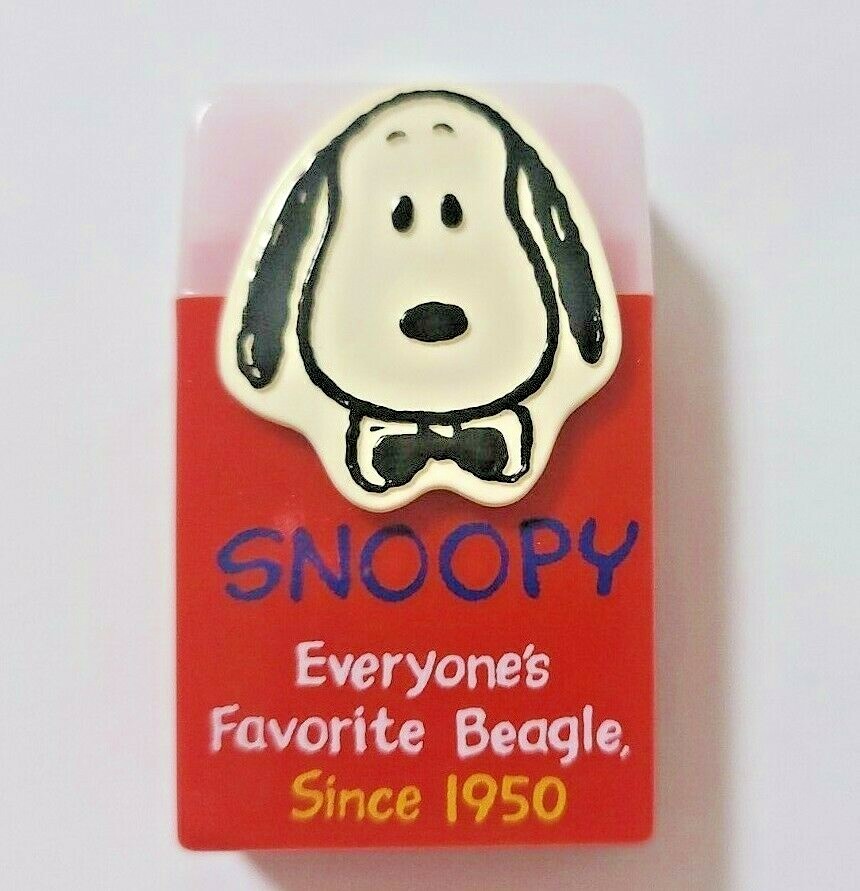 SNOOPY
Everyone's
Favorite Beagle,
Since 1950